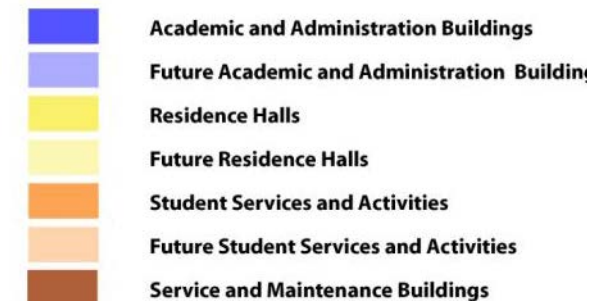 Academic and Administration Buildings
Future Academic and Administration Building
Residence Halls
Future Residence Halls
Student Services and Activities
Future Student Services and Activities
Service and Maintenance Buildings